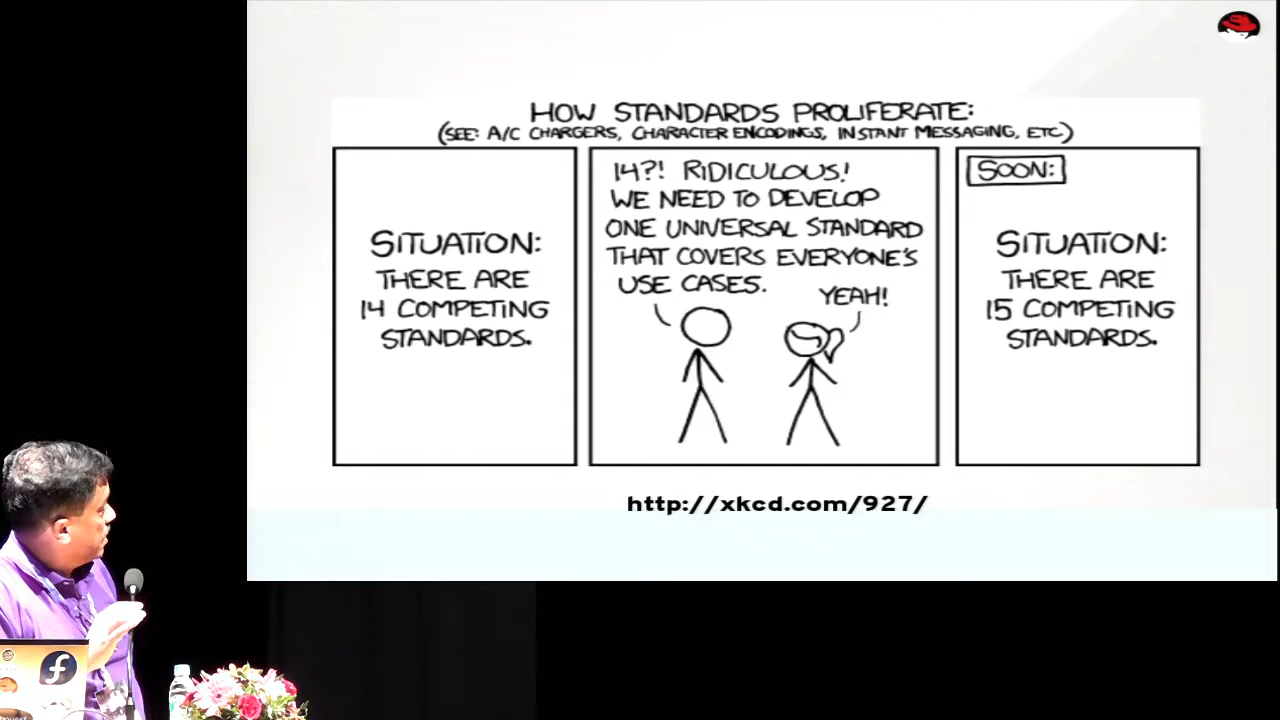 HOW STANDARDS PROLIFERATE:
(SEE: A/C CHARGERS, CHARACTER ENCODINGS, INSTANT MESSAGING, ETC)
SITUATION:
THERE ARE
14 COMPETING
STANDARDS.
14?! RIDICULOUS!
WE NEED TO DEVELOP
ONE UNIVERSAL STANDARD
THAT COVERS EVERYONE'S
USE CASES.
YEAH!
SOON:
SITUATION:
THERE ARE
15 COMPETING
STANDARDS.
http://xkcd.com/927/